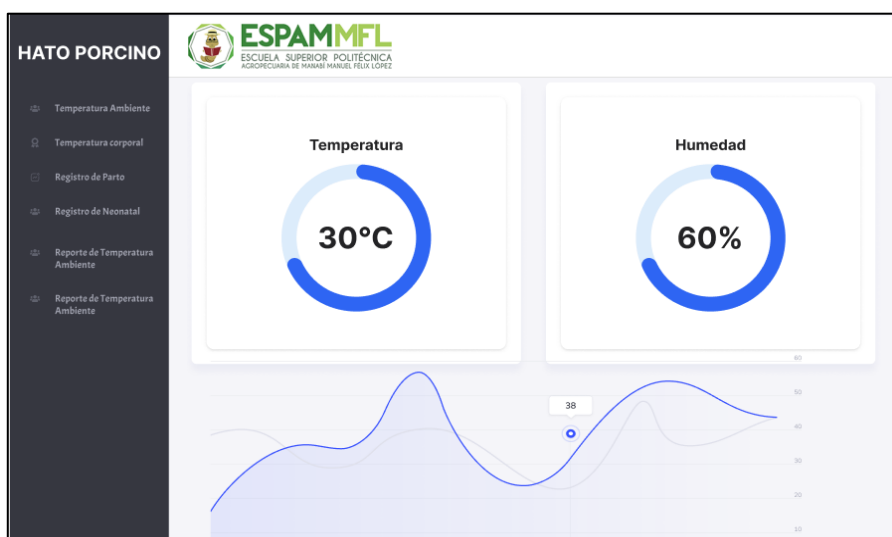 HATO PORCINO
Temperatura Ambiente
Temperatura corporal
Registro de Parto
Registro de Neonatal
Reporte de Temperatura
Ambiente
Reporte de Temperatura
Ambiente
ESPAMMFL
ESCUELA SUPERIOR POLITÉCNICA
AGROPECUARIA DE MANABÍ MANUEL FÉLIX LÓPEZ
Temperatura
30°C
Humedad
60%
60
50
38
40
30
20
10